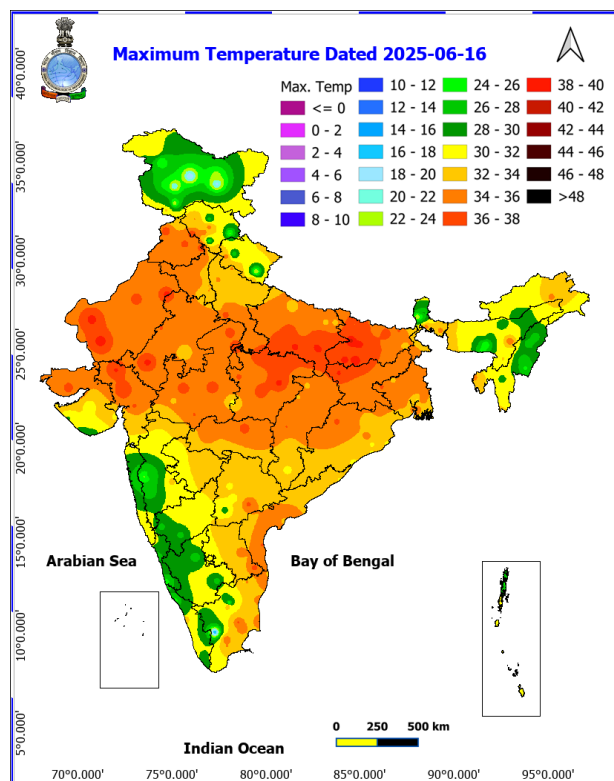 Maximum Temperature Dated 2025-06-16
Max. Temp
<= 0
0 - 2
2 - 4
4 - 6
6 - 8
8 - 10
10 - 12
12 - 14
14 - 16
16 - 18
18 - 20
20 - 22
22 - 24
24 - 26
26 - 28
28 - 30
30 - 32
32 - 34
34 - 36
36 - 38
38 - 40
40 - 42
42 - 44
44 - 46
46 - 48
>48
40°0.000'
35°0.000'
30°0.000'
25°0.000'
20°0.000'
15°0.000'
10°0.000'
5°0.000'
Arabian Sea
Bay of Bengal
Indian Ocean
0 250 500 km
70°0.000' 75°0.000' 80°0.000' 85°0.000' 90°0.000' 95°0.000'